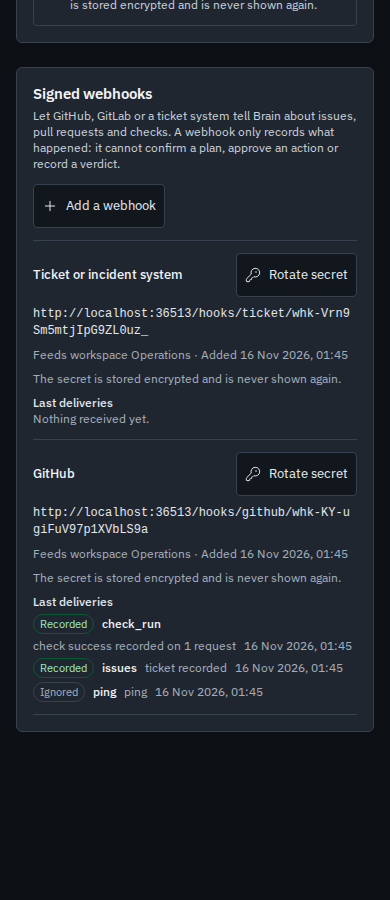 is stored encrypted and is never shown again.
Signed webhooks
Let GitHub, GitLab or a ticket system tell Brain about issues,
pull requests and checks. A webhook only records what
happened: it cannot confirm a plan, approve an action or
record a verdict.
Add a webhook
Ticket or incident system
Rotate secret
http://localhost:36513/hooks/ticket/whk-Vrn9
Sm5mtjIpG9ZL0uz_
Feeds workspace Operations · Added 16 Nov 2026, 01:45
The secret is stored encrypted and is never shown again.
Last deliveries
Nothing received yet.
GitHub
Rotate secret
http://localhost:36513/hooks/github/whk-KY-u
giFuV97p1XVbLS9a
Feeds workspace Operations · Added 16 Nov 2026, 01:45
The secret is stored encrypted and is never shown again.
Last deliveries
Recorded check_run
check success recorded on 1 request 16 Nov 2026, 01:45
Recorded issues ticket recorded 16 Nov 2026, 01:45
Ignored ping ping 16 Nov 2026, 01:45